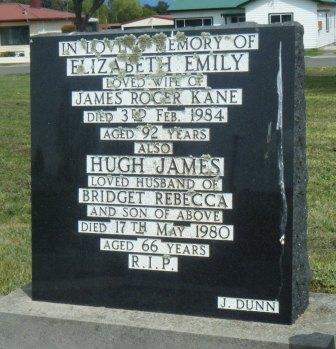 IN LOVING MEMORY OF
ELIZABETH EMILY
LOVED WIFE OF
JAMES ROGER KANE
DIED 3RD FEB. 1984
AGED 92 YEARS
ALSO
HUGH JAMES
LOVED HUSBAND OF
BRIDGET REBECCA
AND SON OF ABOVE
DIED 17TH MAY 1980
AGED 66 YEARS
R.I.P.
J. DUNN